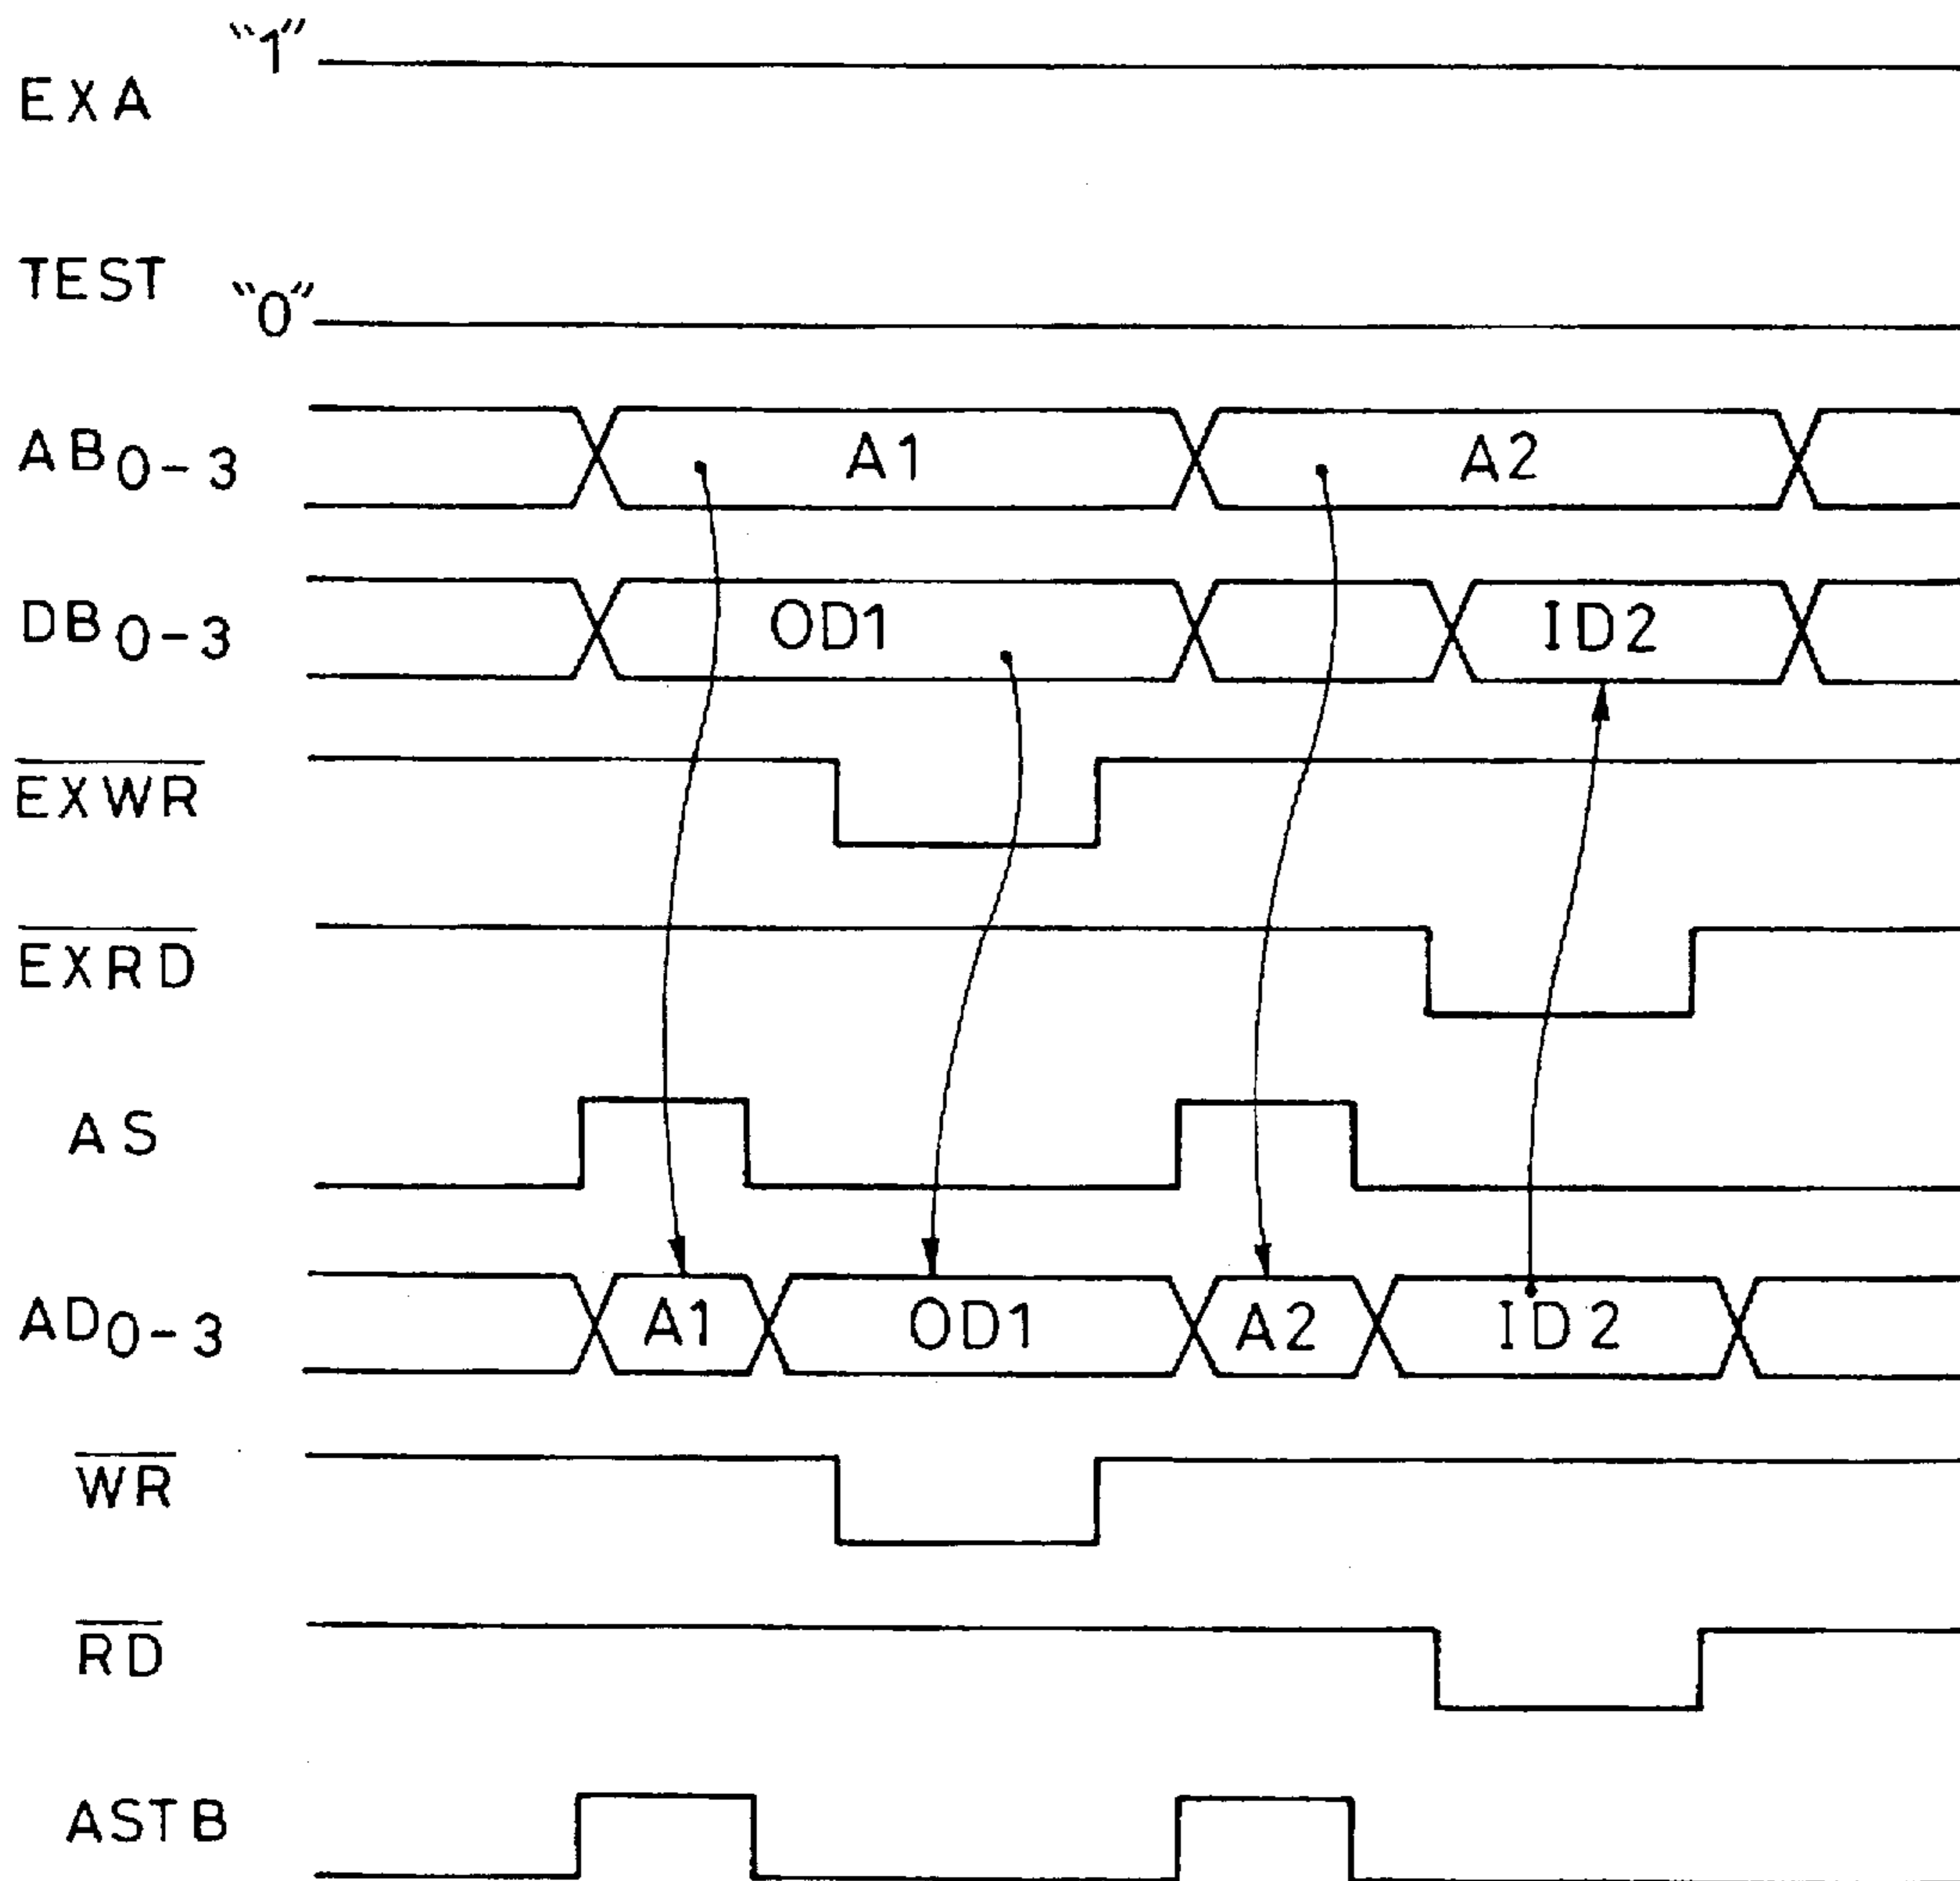 “1”
EXA
TEST “0”
AB0-3 A1 A2
DB0-3 OD1 ID2
EXWR
EXRD
AS
AD0-3 A1 OD1 A2 ID2
WR
RD
ASTB